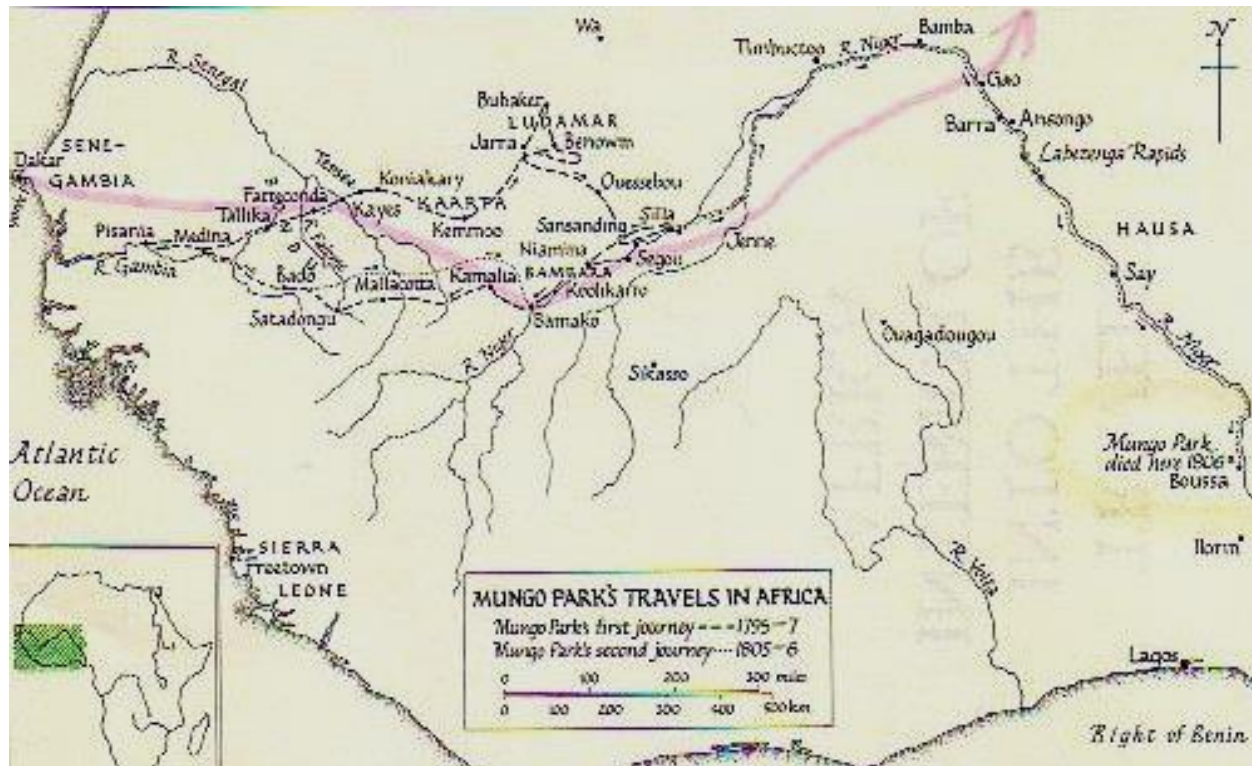 Wa
Timbuctoo
R. Niger
Bamba
N
R. Senegal
Gao
Bubaker
LUDAMAR
Jarra
Benowm
Barra
Ansongo
Labezenga Rapids
SENE-
GAMBIA
Dakar
Koniakary
Ouessebou
Fatteconda
Tallika
Kayes
KAARTA
Kemmoo
Sansanding
Silla
HAUSA
Pisania
Medina
Niamina
Segou
Jenne
R. Gambia
Bado
Mallacotta
Kamalia
BAMBARA
Koolikorro
Say
Satadongu
Bamako
R. Niger
Ouagadougou
R. Niger
Sikasso
Atlantic
Ocean
Mungo Park
died here 1806
Boussa
Ilorin
SIERRA
Freetown
LEONE
R. Volta
MUNGO PARK'S TRAVELS IN AFRICA
Mungo Park's first journey 1795-7
Mungo Park's second journey 1805-6
0 100 200 300 miles
0 100 200 300 400 500 km
Lagos
Bight of Benin